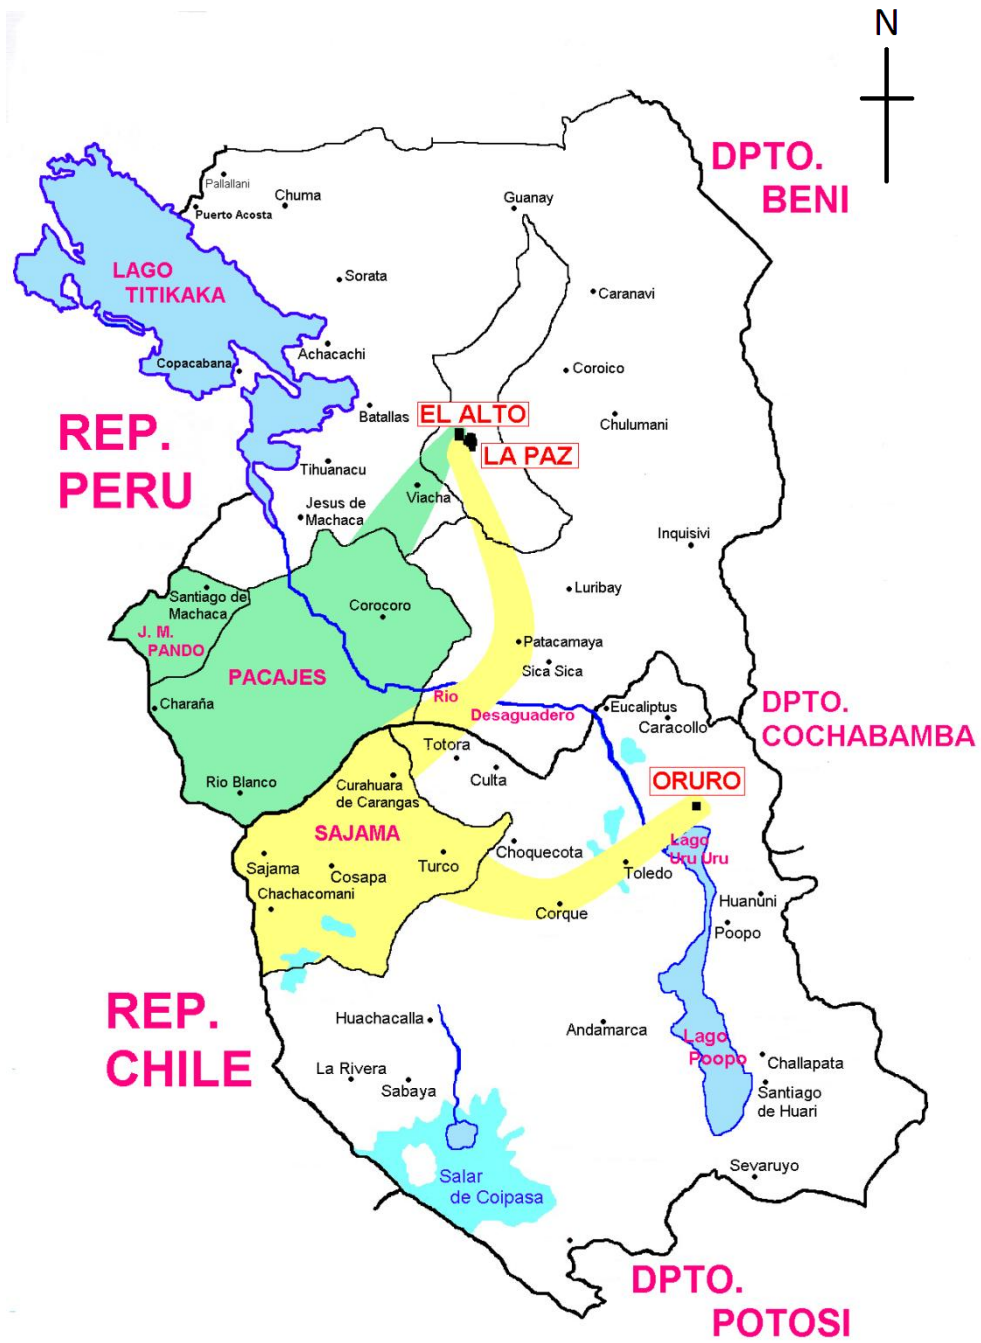 N
DPTO.
BENI
Pallallani
Puerto Acosta
Chuma
Guanay
LAGO
TITIKAKA
Sorata
Caranavi
Achacachi
Copacabana
Coroico
Batallas
EL ALTO
Chulumani
REP.
PERU
LA PAZ
Tihuanacu
Viacha
Jesus de
Machaca
Inquisivi
Santiago de
Machaca
Luribay
Corocoro
J. M.
PANDO
Patacamaya
Sica Sica
PACAJES
Charaña
Rio
Desaguadero
Eucaliptus
Caracollo
DPTO.
COCHABAMBA
Totora
Culta
Rio Blanco
Curahuara
de Carangas
ORURO
SAJAMA
Choquecota
Lago
Uru Uru
Sajama
Cosapa
Turco
Toledo
Chachacomani
Corque
Huanuni
Poopo
REP.
CHILE
Huachacalla
Andamarca
Lago
Poopo
La Rivera
Sabaya
Challapata
Santiago
de Huari
Salar
de Coipasa
Sevaruyo
DPTO.
POTOSI